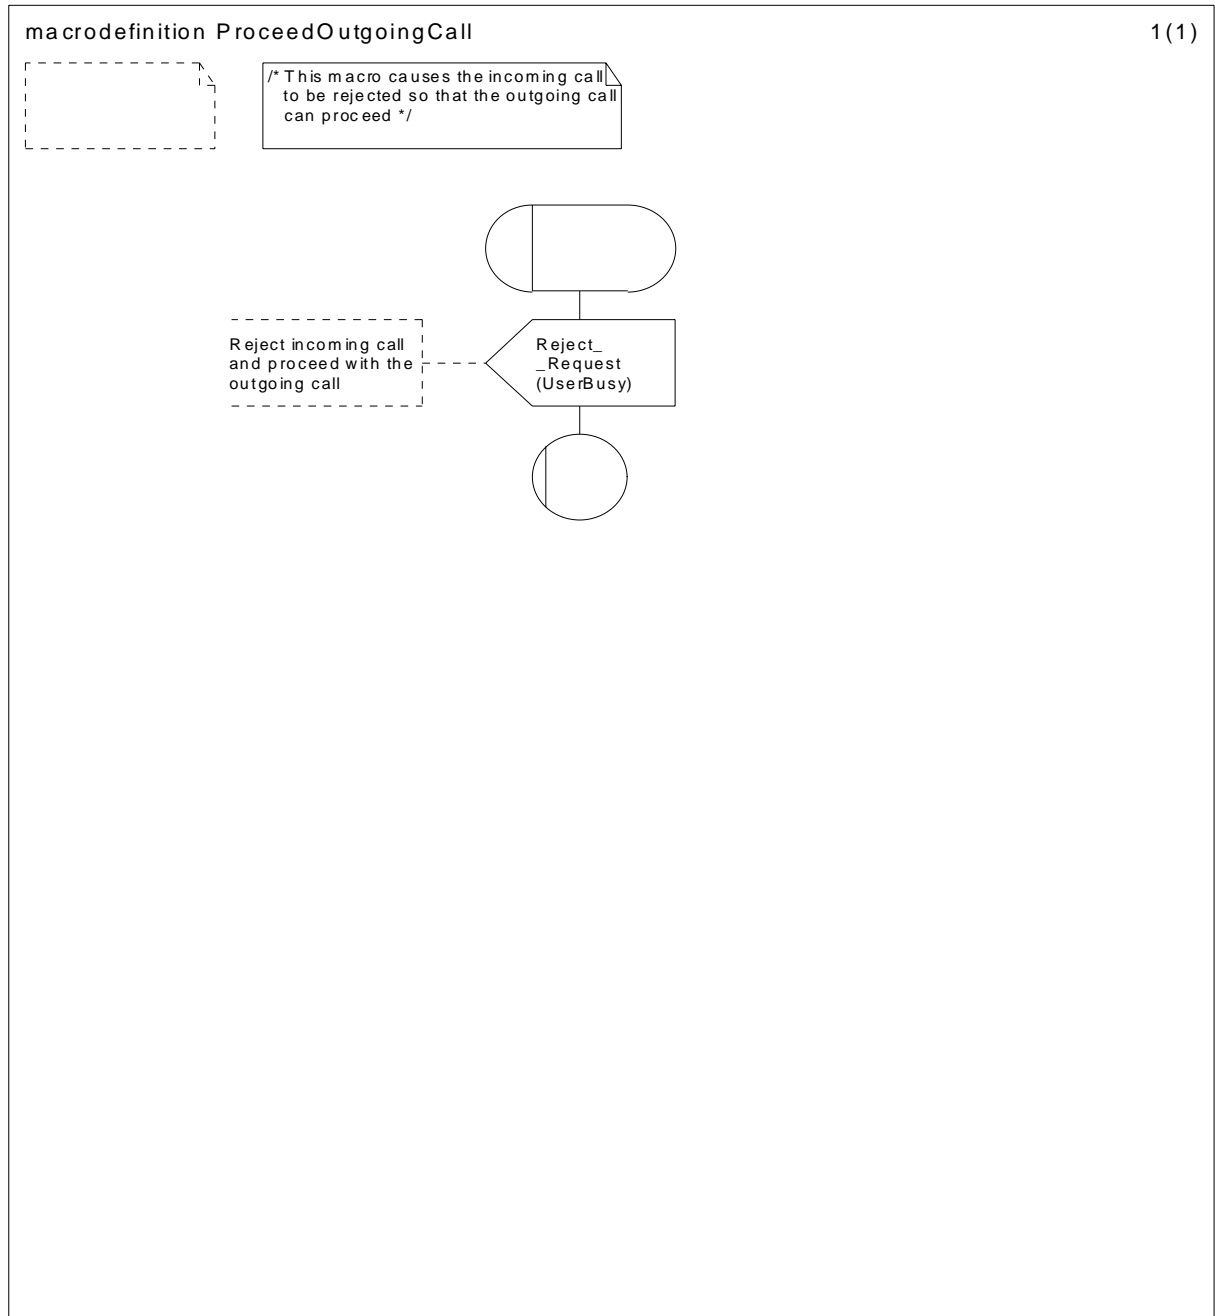 macrodefinition ProceedOutgoingCall
1(1)
/* This macro causes the incoming call
to be rejected so that the outgoing call
can proceed */
Reject incoming call
and proceed with the
outgoing call
Reject_
_Request
(UserBusy)